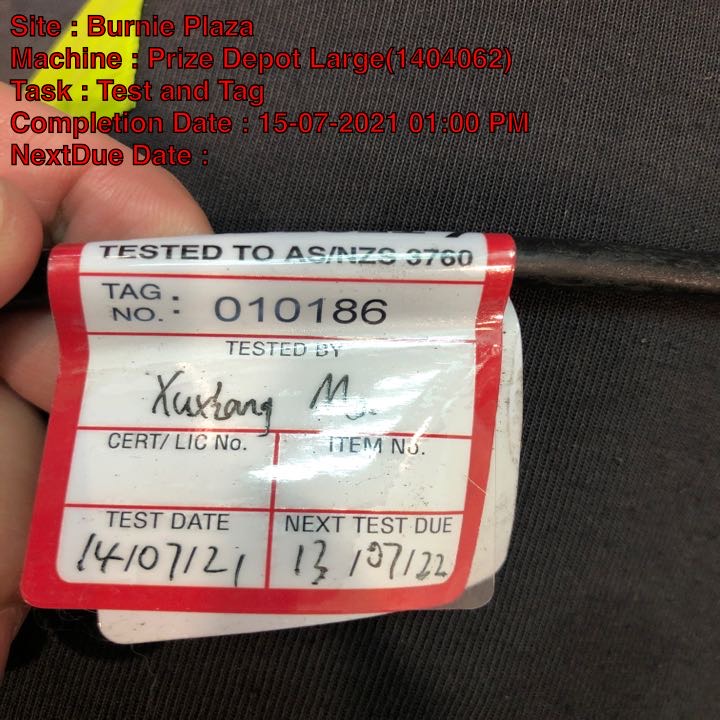 Site : Burnie Plaza
Machine : Prize Depot Large(1404062)
Task : Test and Tag
Completion Date : 15-07-2021 01:00 PM
NextDue Date :
TESTED TO AS/NZS 3760
TAG NO. : 010186
TESTED BY
CERT/ LIC No. ITEM No.
TEST DATE NEXT TEST DUE
14/07/21 13/07/22